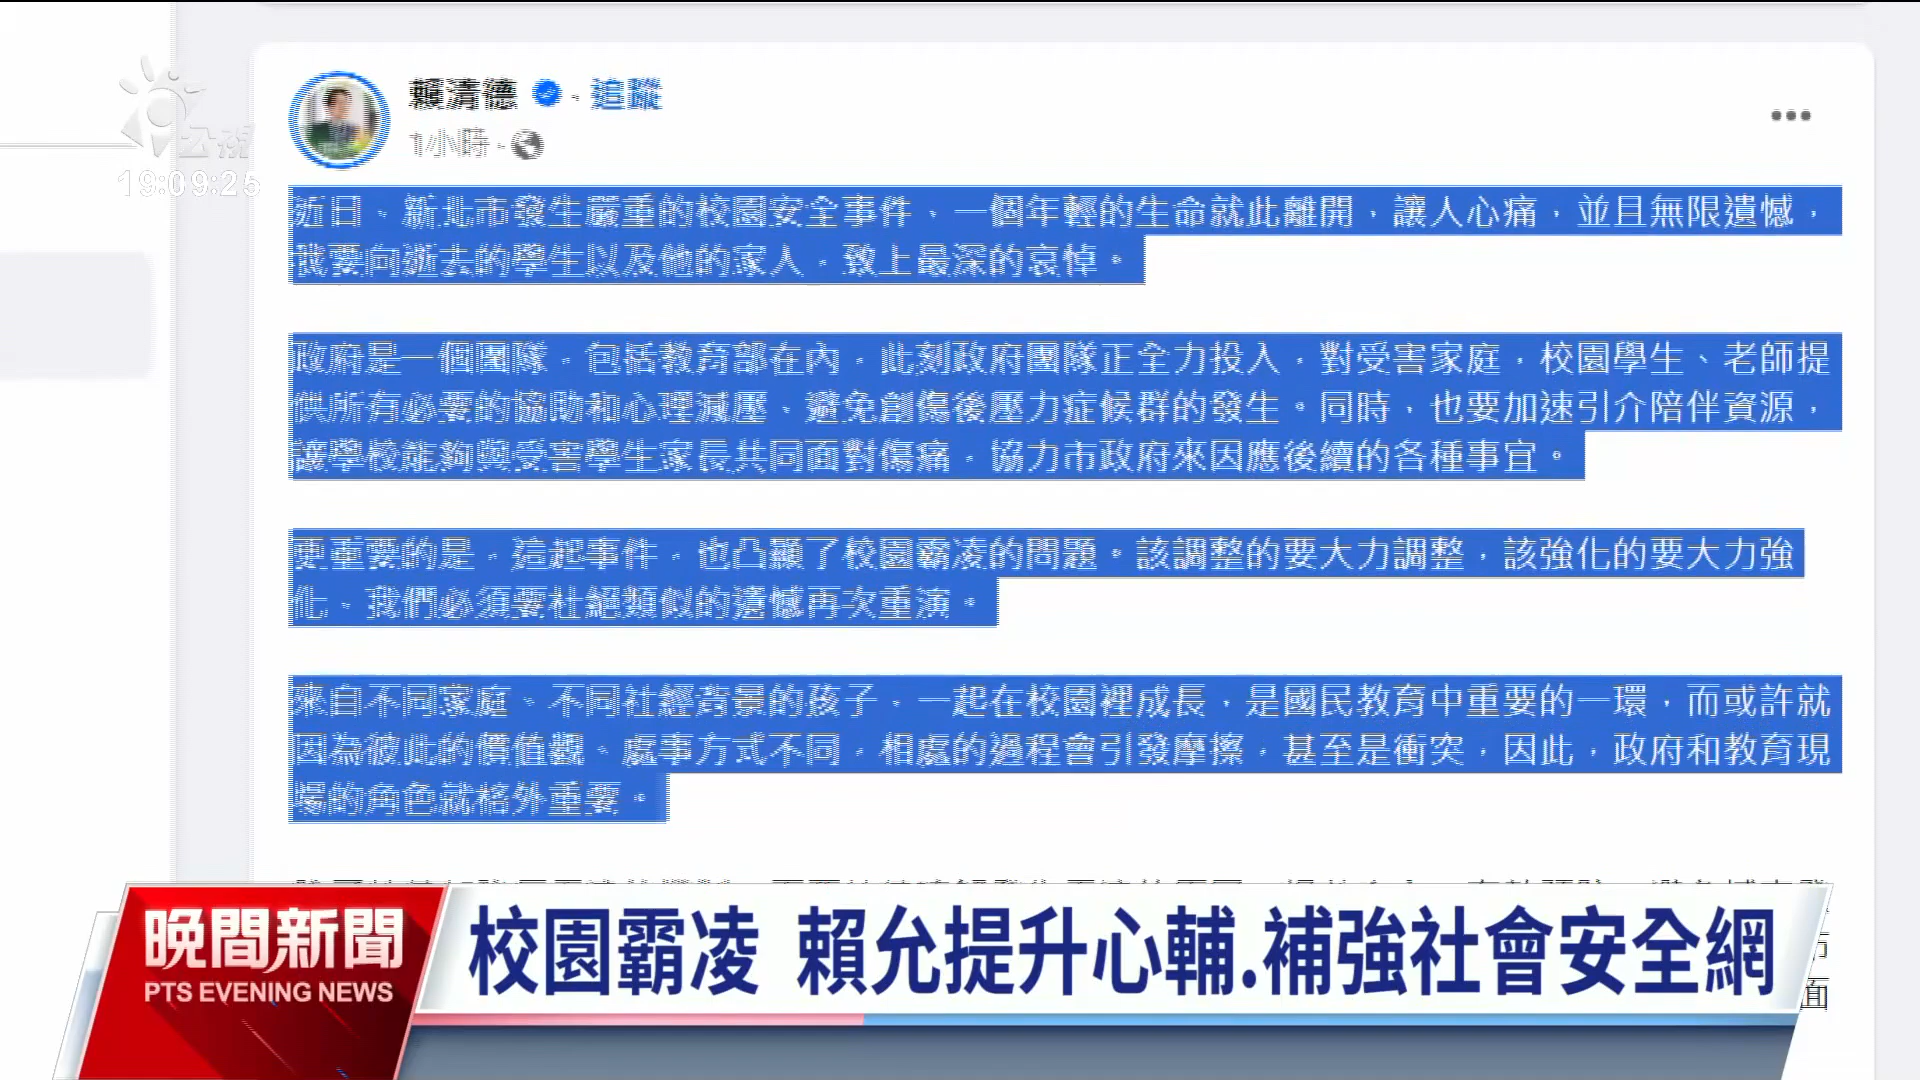 公視
19:09:25
賴清德 · 追蹤
1小時 ·
近日，新北市發生嚴重的校園安全事件，一個年輕的生命就此離開，讓人心痛，並且無限遺憾，
我要向逝去的學生以及他的家人，致上最深的哀悼。
政府是一個團隊，包括教育部在內，此刻政府團隊正全力投入，對受害家庭，校園學生、老師提
供所有必要的協助和心理減壓，避免創傷後壓力症候群的發生。同時，也要加速引介陪伴資源，
讓學校能夠與受害學生家長共同面對傷痛，協力市政府來因應後續的各種事宜。
更重要的是，這起事件，也凸顯了校園霸凌的問題。該調整的要大力調整，該強化的要大力強
化，我們必須要杜絕類似的遺憾再次重演。
來自不同家庭、不同社經背景的孩子，一起在校園裡成長，是國民教育中重要的一環，而或許就
因為彼此的價值觀、處事方式不同，相處的過程會引發摩擦，甚至是衝突，因此，政府和教育現
場的角色就格外重要。
晚間新聞
PTS EVENING NEWS
校園霸凌 賴允提升心輔.補強社會安全網
面